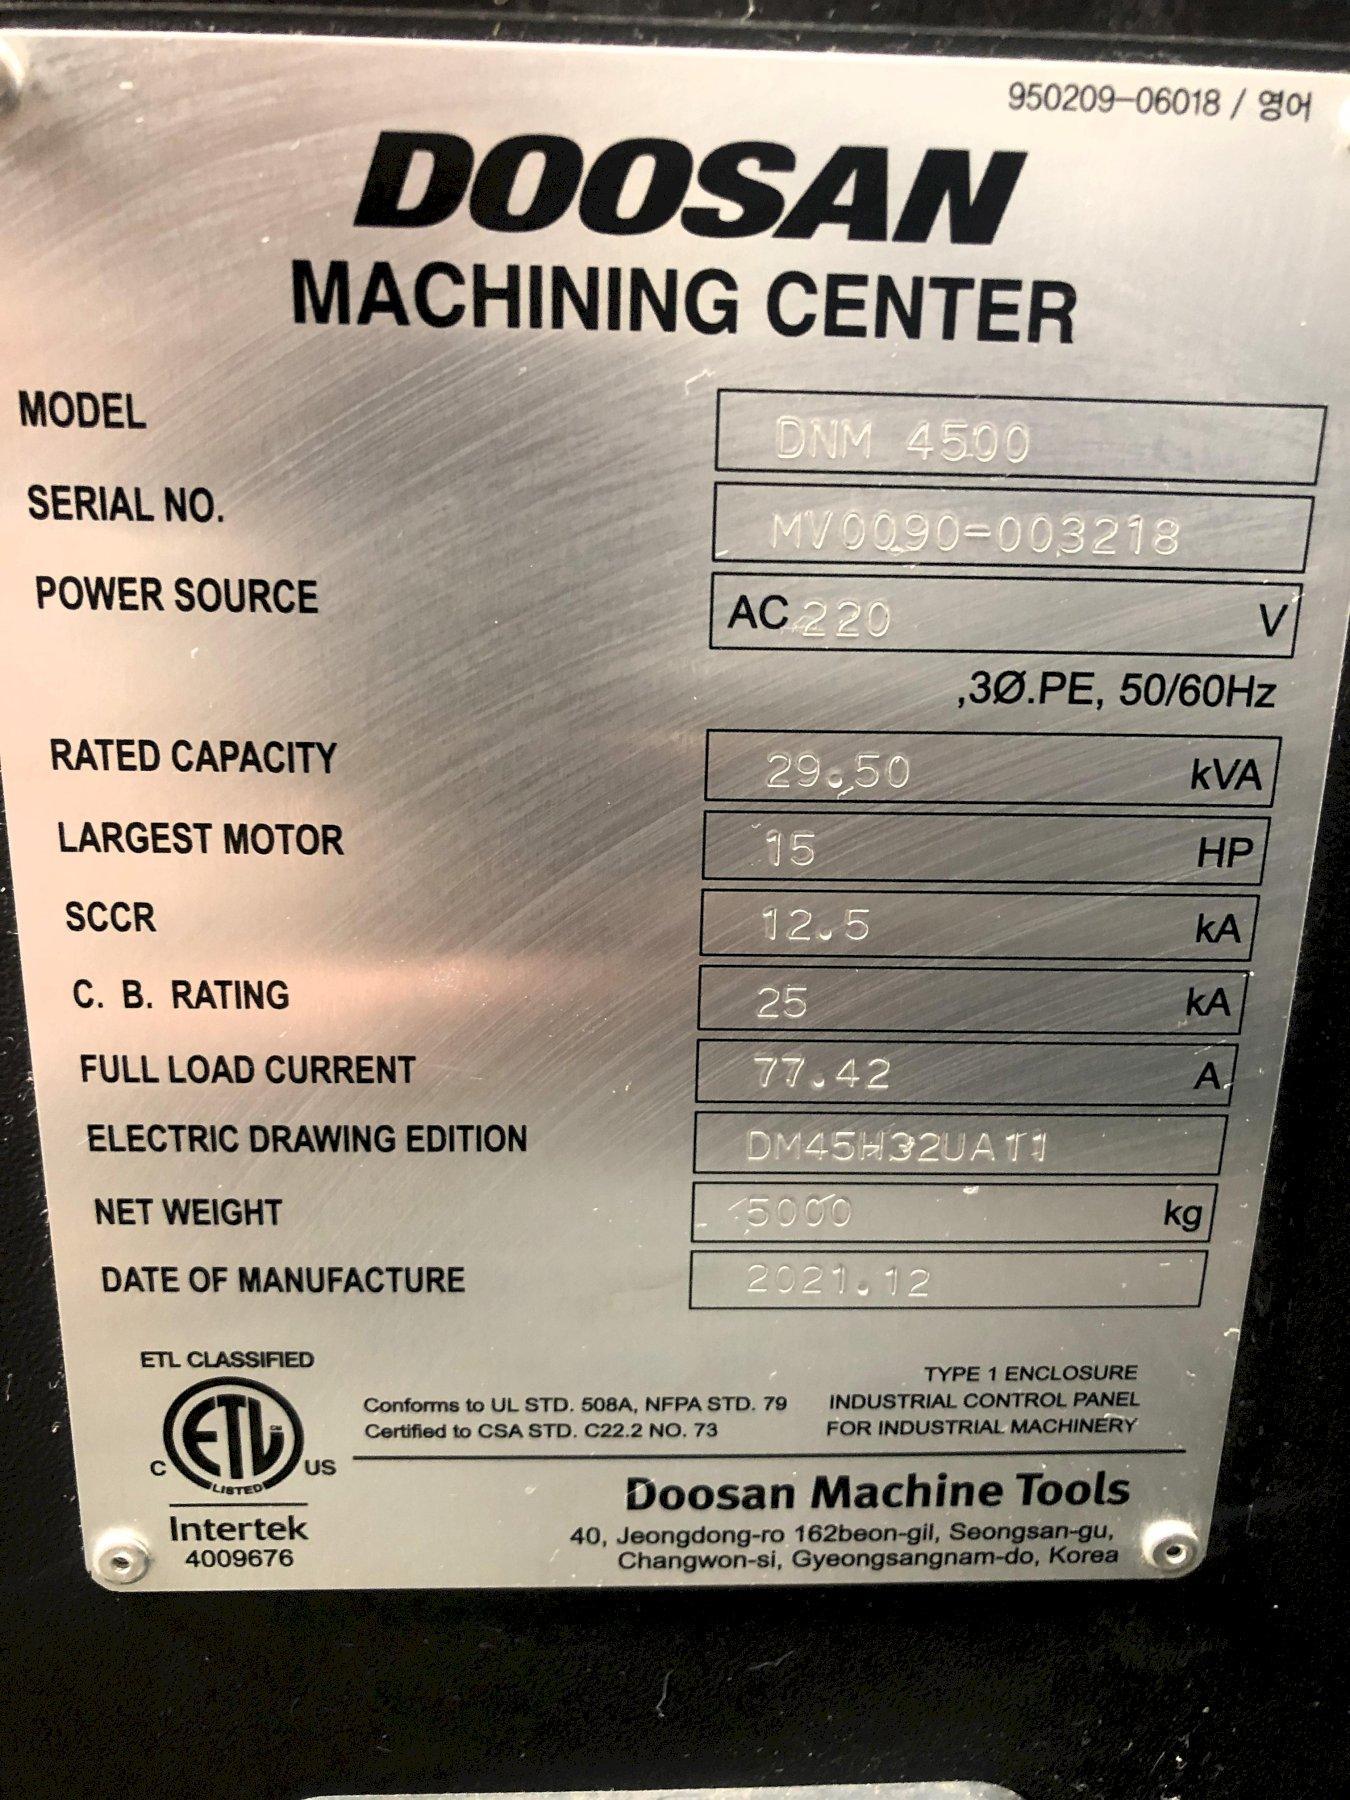 950209-06018 / 영어
DOOSAN
MACHINING CENTER
MODEL DNM 4500
SERIAL NO. MV0090-003218
POWER SOURCE AC 220 V
,3Ø.PE, 50/60Hz
RATED CAPACITY 29.50 kVA
LARGEST MOTOR 15 HP
SCCR 12.5 kA
C. B. RATING 25 kA
FULL LOAD CURRENT 77.42 A
ELECTRIC DRAWING EDITION DM45H32UAT1
NET WEIGHT 5000 kg
DATE OF MANUFACTURE 2021.12
ETL CLASSIFIED
ETL CM
C US
LISTED
Intertek
4009676
Conforms to UL STD. 508A, NFPA STD. 79
Certified to CSA STD. C22.2 NO. 73
TYPE 1 ENCLOSURE
INDUSTRIAL CONTROL PANEL
FOR INDUSTRIAL MACHINERY
Doosan Machine Tools
40, Jeongdong-ro 162beon-gil, Seongsan-gu,
Changwon-si, Gyeongsangnam-do, Korea